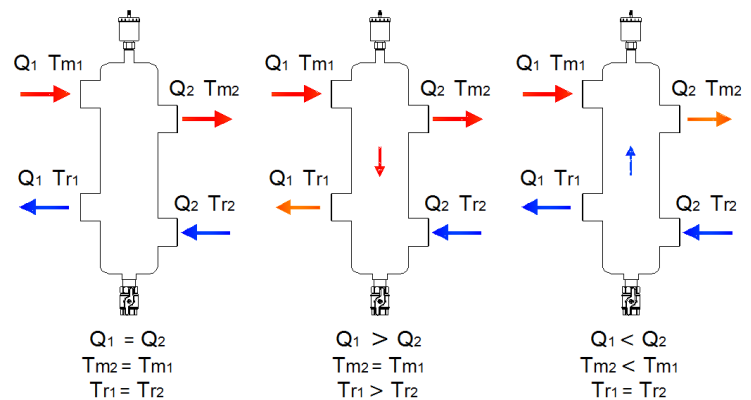 Q1 Tm1
Q2 Tm2
Q1 Tr1
Q2 Tr2
Q1 = Q2
Tm2 = Tm1
Tr1 = Tr2
Q1 Tm1
Q2 Tm2
Q1 Tr1
Q2 Tr2
Q1 > Q2
Tm2 = Tm1
Tr1 > Tr2
Q1 Tm1
Q2 Tm2
Q1 Tr1
Q2 Tr2
Q1 < Q2
Tm2 < Tm1
Tr1 = Tr2